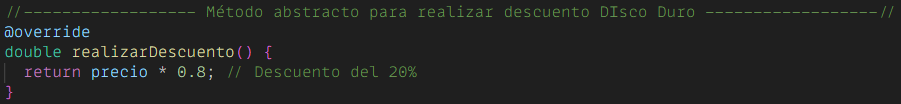 //------------------ Método abstracto para realizar descuento DIsco Duro ------------------//
@override
double realizarDescuento() {
  return precio * 0.8; // Descuento del 20%
}